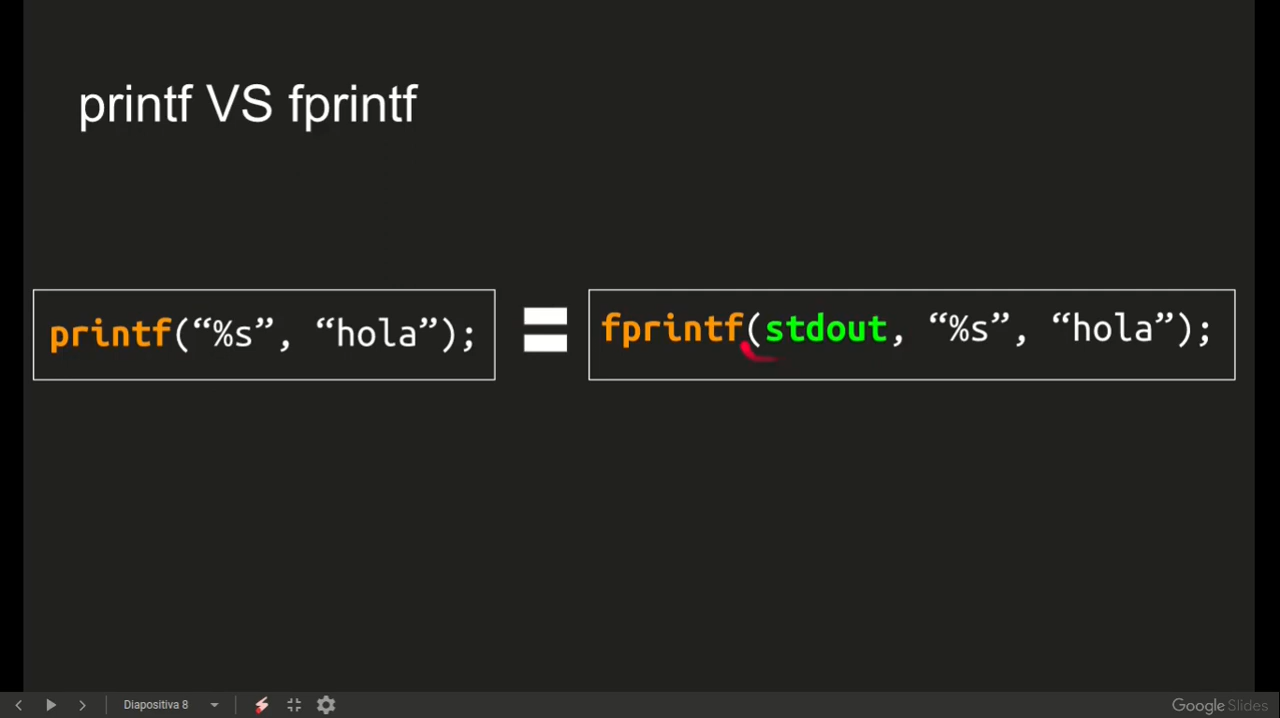 printf VS fprintf
printf(“%s”, “hola”);
=
fprintf(stdout, “%s”, “hola”);
Diapositiva 8
Google Slides